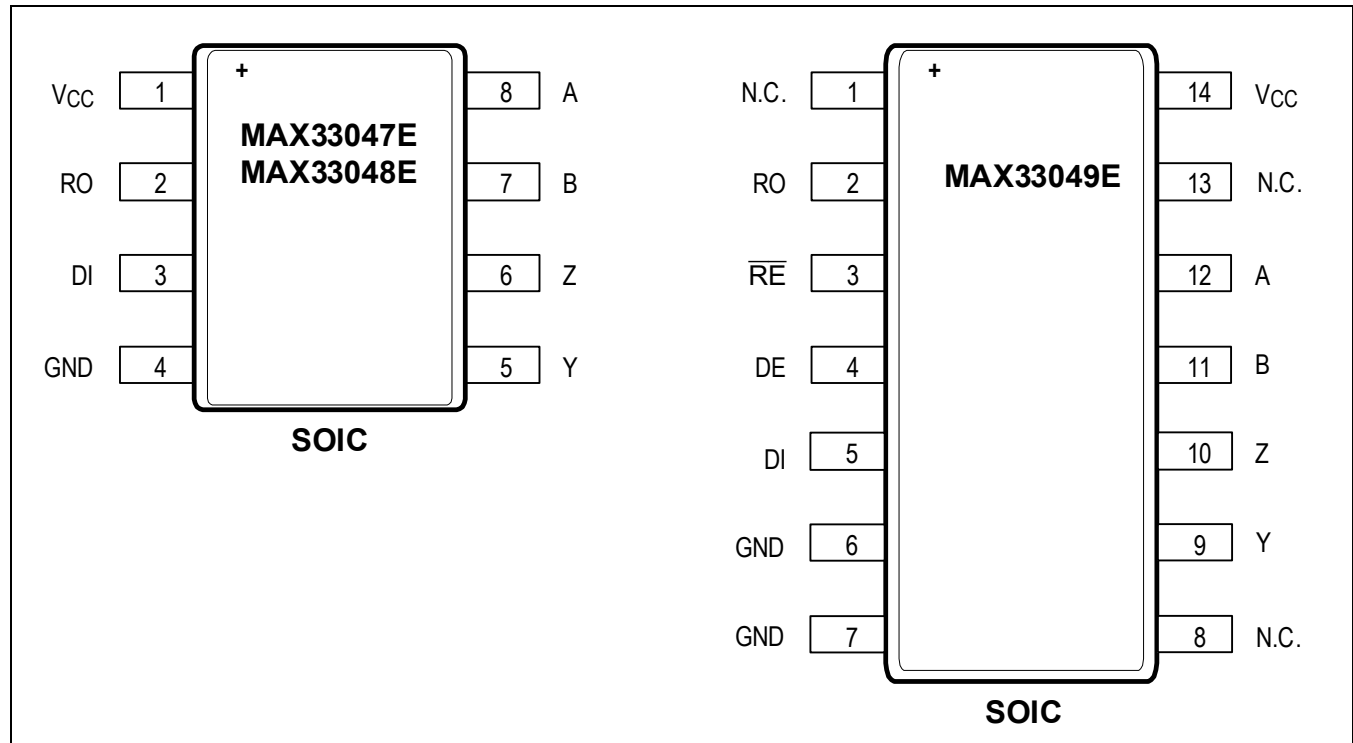 +
MAX33047E
MAX33048E
VCC 1
RO 2
DI 3
GND 4
8 A
7 B
6 Z
5 Y
SOIC
+
MAX33049E
N.C. 1
RO 2
R̅E̅ 3
DE 4
DI 5
GND 6
GND 7
14 VCC
13 N.C.
12 A
11 B
10 Z
9 Y
8 N.C.
SOIC